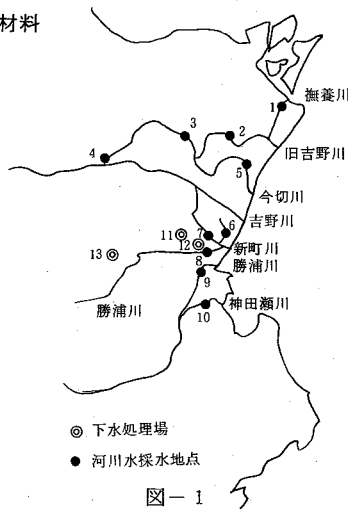 材料
撫養川
1
2
3
4
旧吉野川
5
今切川
吉野川
6
7
11
12
新町川
13
8
勝浦川
9
勝浦川
神田瀬川
10
◎ 下水処理場
● 河川水採水地点
図-1